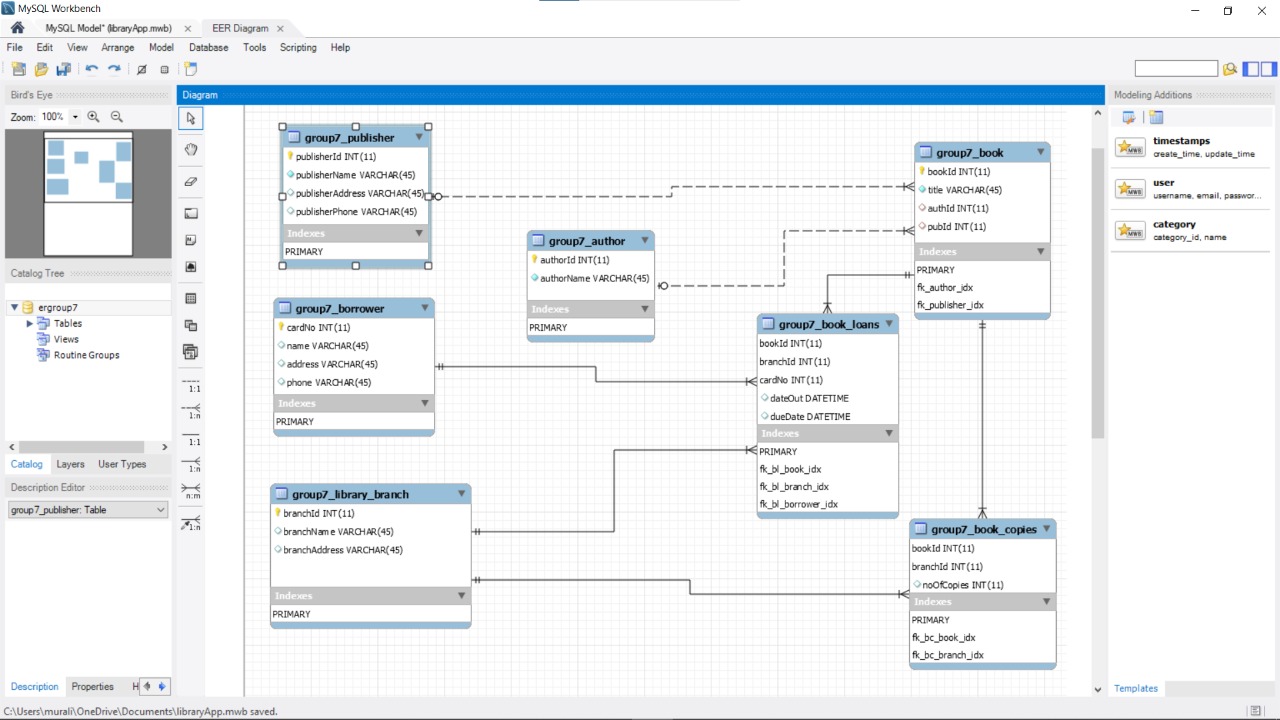 MySQL Workbench
MySQL Model* (libraryApp.mwb)
EER Diagram
File Edit View Arrange Model Database Tools Scripting Help
Bird's Eye
Zoom: 100%
Catalog Tree
ergroup7
Tables
Views
Routine Groups
Catalog Layers User Types
Description Editor
group7_publisher: Table
Description Properties H
1:1
1:n
1:1
1:n
n:m
1:n
Diagram
group7_publisher
publisherId INT(11)
publisherName VARCHAR(45)
publisherAddress VARCHAR(45)
publisherPhone VARCHAR(45)
Indexes
PRIMARY
group7_author
authorId INT(11)
authorName VARCHAR(45)
Indexes
PRIMARY
group7_book
bookId INT(11)
title VARCHAR(45)
authId INT(11)
pubId INT(11)
Indexes
PRIMARY
fk_author_idx
fk_publisher_idx
group7_borrower
cardNo INT(11)
name VARCHAR(45)
address VARCHAR(45)
phone VARCHAR(45)
Indexes
PRIMARY
group7_book_loans
bookId INT(11)
branchId INT(11)
cardNo INT(11)
dateOut DATETIME
dueDate DATETIME
Indexes
PRIMARY
fk_bl_book_idx
fk_bl_branch_idx
fk_bl_borrower_idx
group7_library_branch
branchId INT(11)
branchName VARCHAR(45)
branchAddress VARCHAR(45)
Indexes
PRIMARY
group7_book_copies
bookId INT(11)
branchId INT(11)
noOfCopies INT(11)
Indexes
PRIMARY
fk_bc_book_idx
fk_bc_branch_idx
Modeling Additions
MWB
timestamps
create_time, update_time
MWB
user
username, email, passwor...
MWB
category
category_id, name
Templates
C:\Users\murali\OneDrive\Documents\libraryApp.mwb saved.